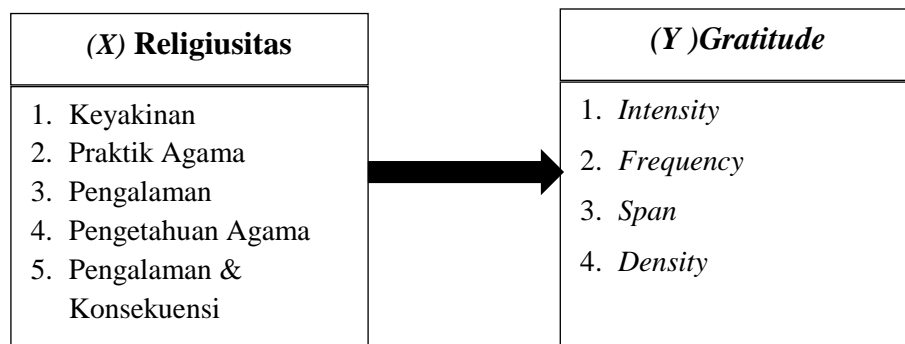 (X) Religiusitas
1. Keyakinan
2. Praktik Agama
3. Pengalaman
4. Pengetahuan Agama
5. Pengalaman &
Konsekuensi
(Y )Gratitude
1. Intensity
2. Frequency
3. Span
4. Density